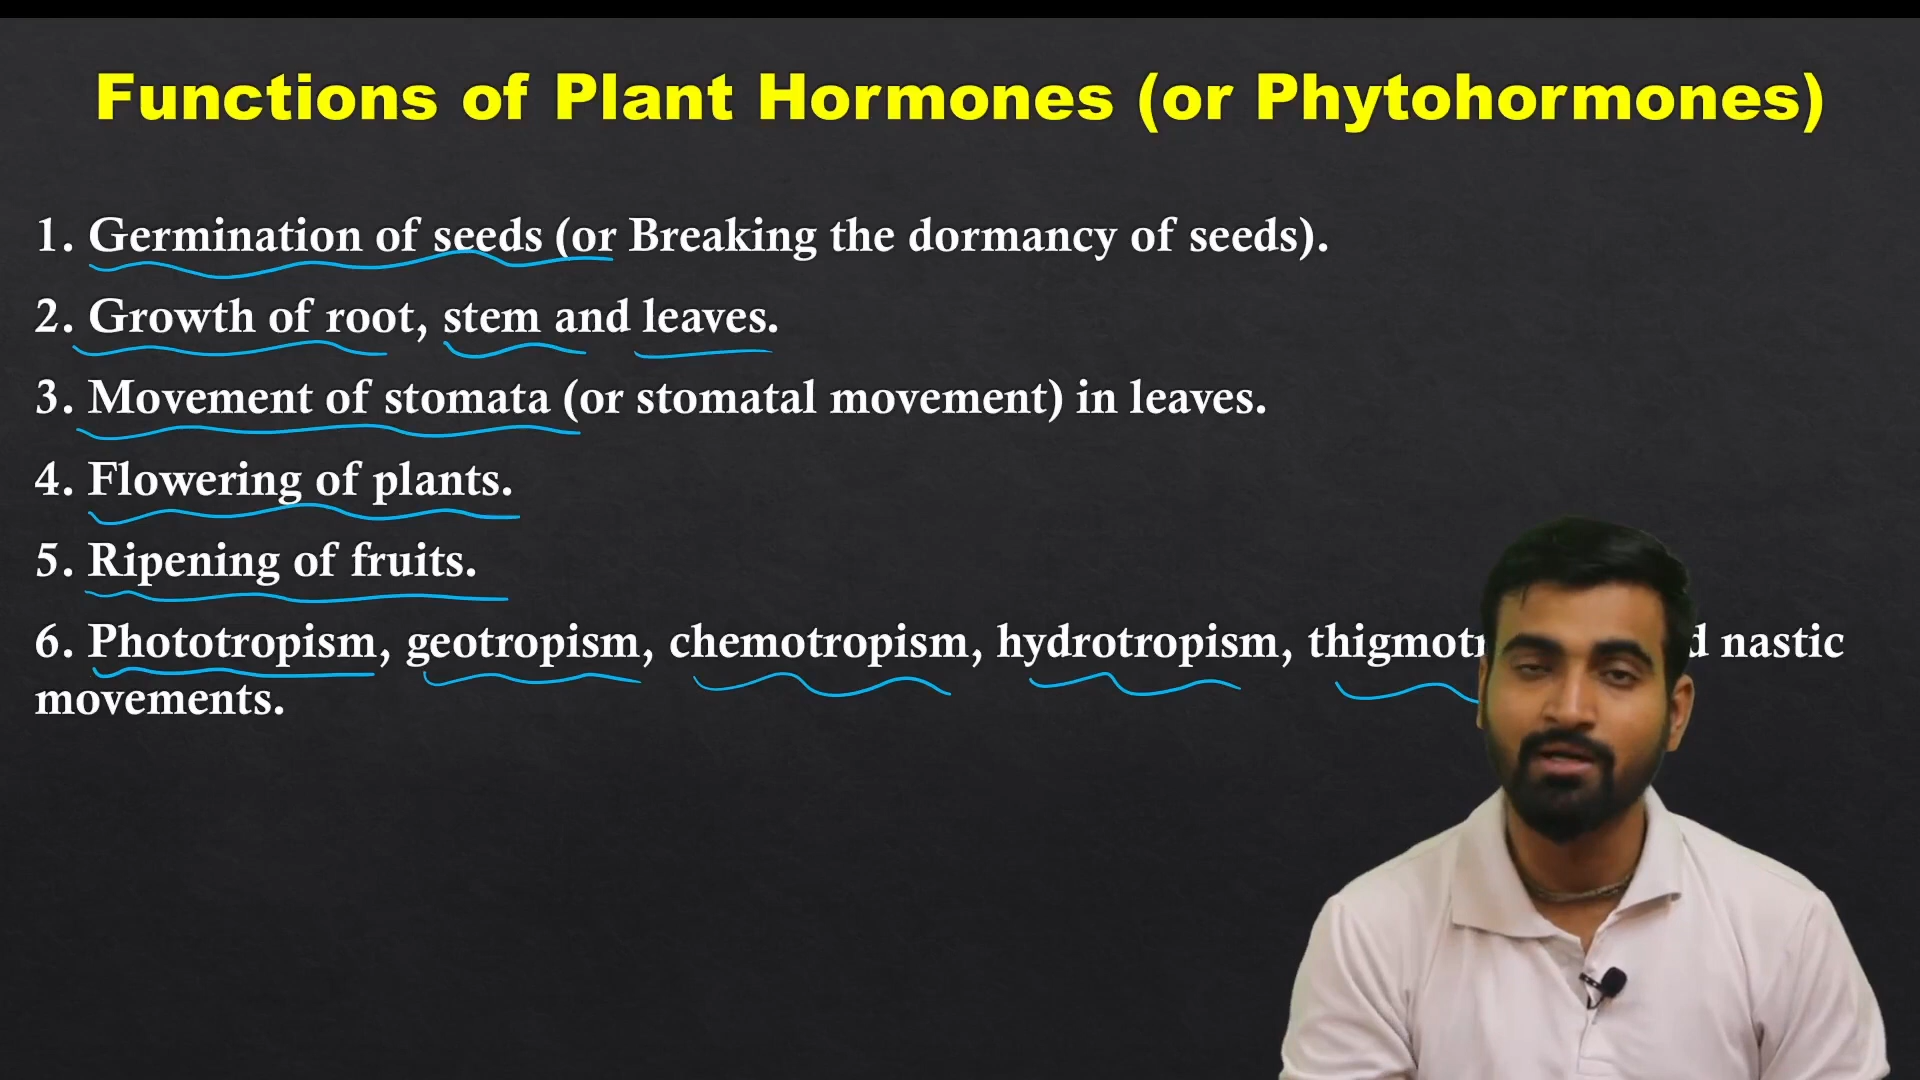 Functions of Plant Hormones (or Phytohormones)
1. Germination of seeds (or Breaking the dormancy of seeds).
2. Growth of root, stem and leaves.
3. Movement of stomata (or stomatal movement) in leaves.
4. Flowering of plants.
5. Ripening of fruits.
6. Phototropism, geotropism, chemotropism, hydrotropism, nastic
movements.